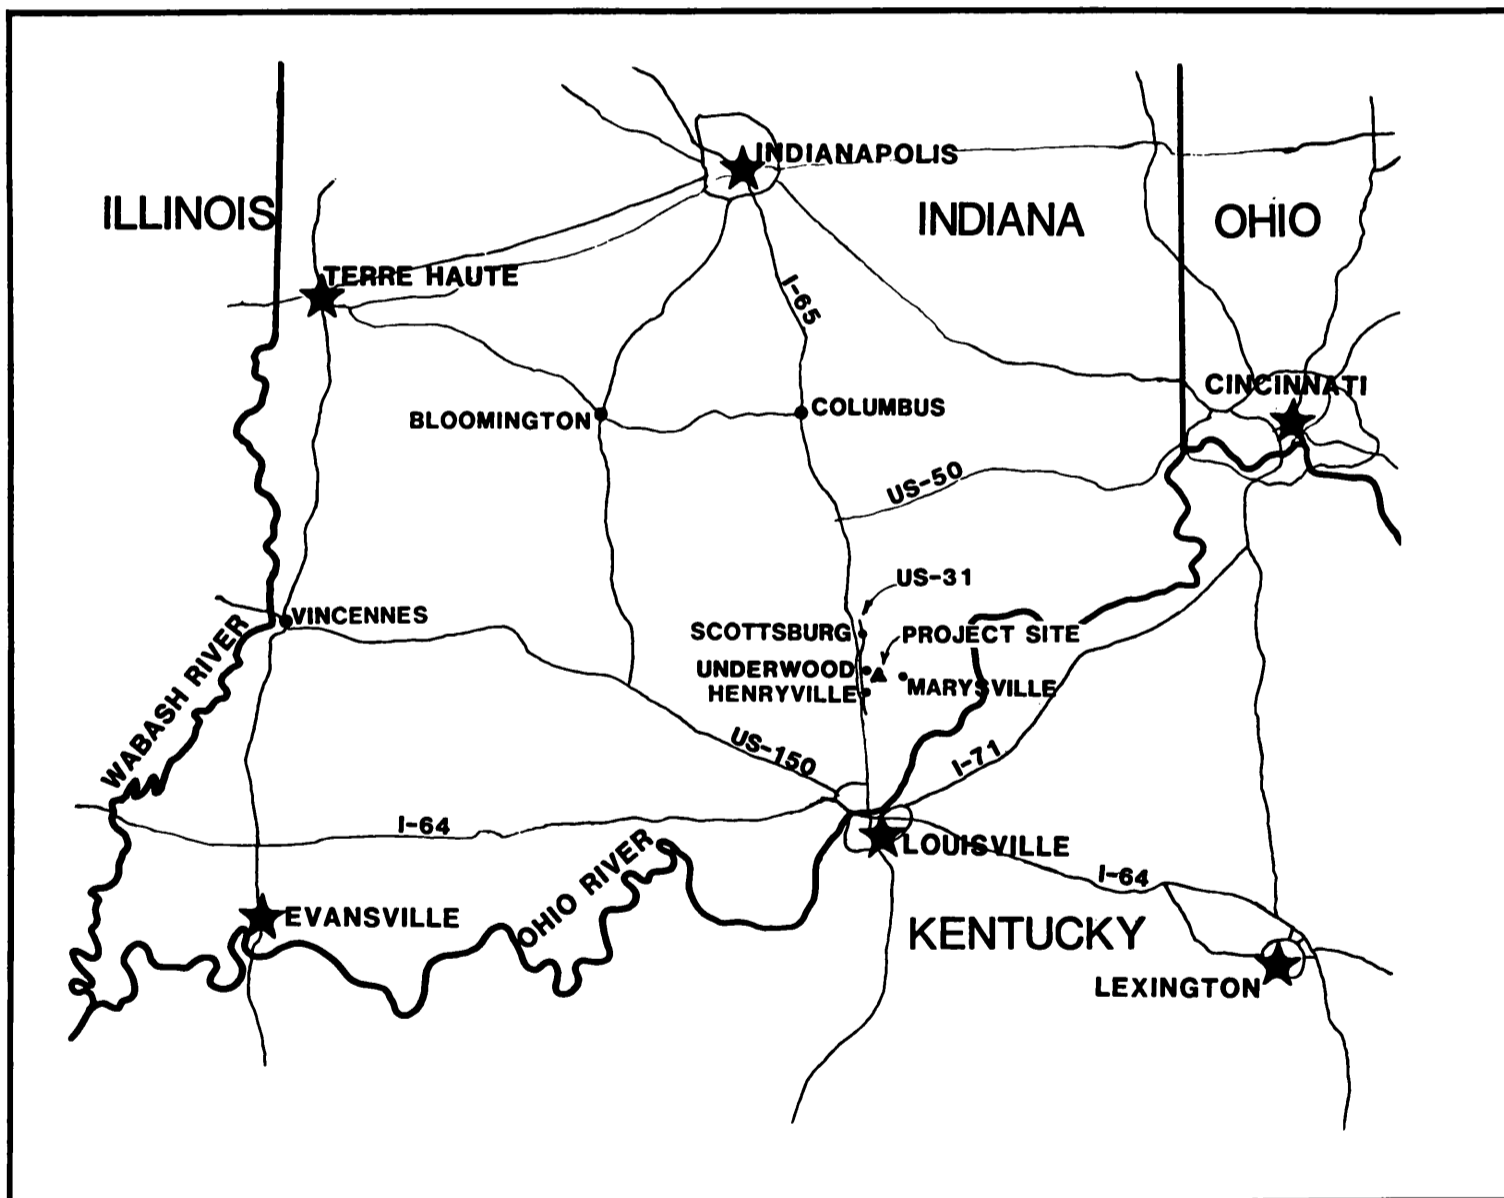 INDIANAPOLIS
ILLINOIS
INDIANA
OHIO
TERRE HAUTE
I-65
CINCINNATI
BLOOMINGTON
COLUMBUS
US-50
US-31
VINCENNES
SCOTTSBURG
PROJECT SITE
UNDERWOOD
MARYSVILLE
HENRYVILLE
WABASH RIVER
US-150
I-71
I-64
LOUISVILLE
OHIO RIVER
I-64
EVANSVILLE
KENTUCKY
LEXINGTON